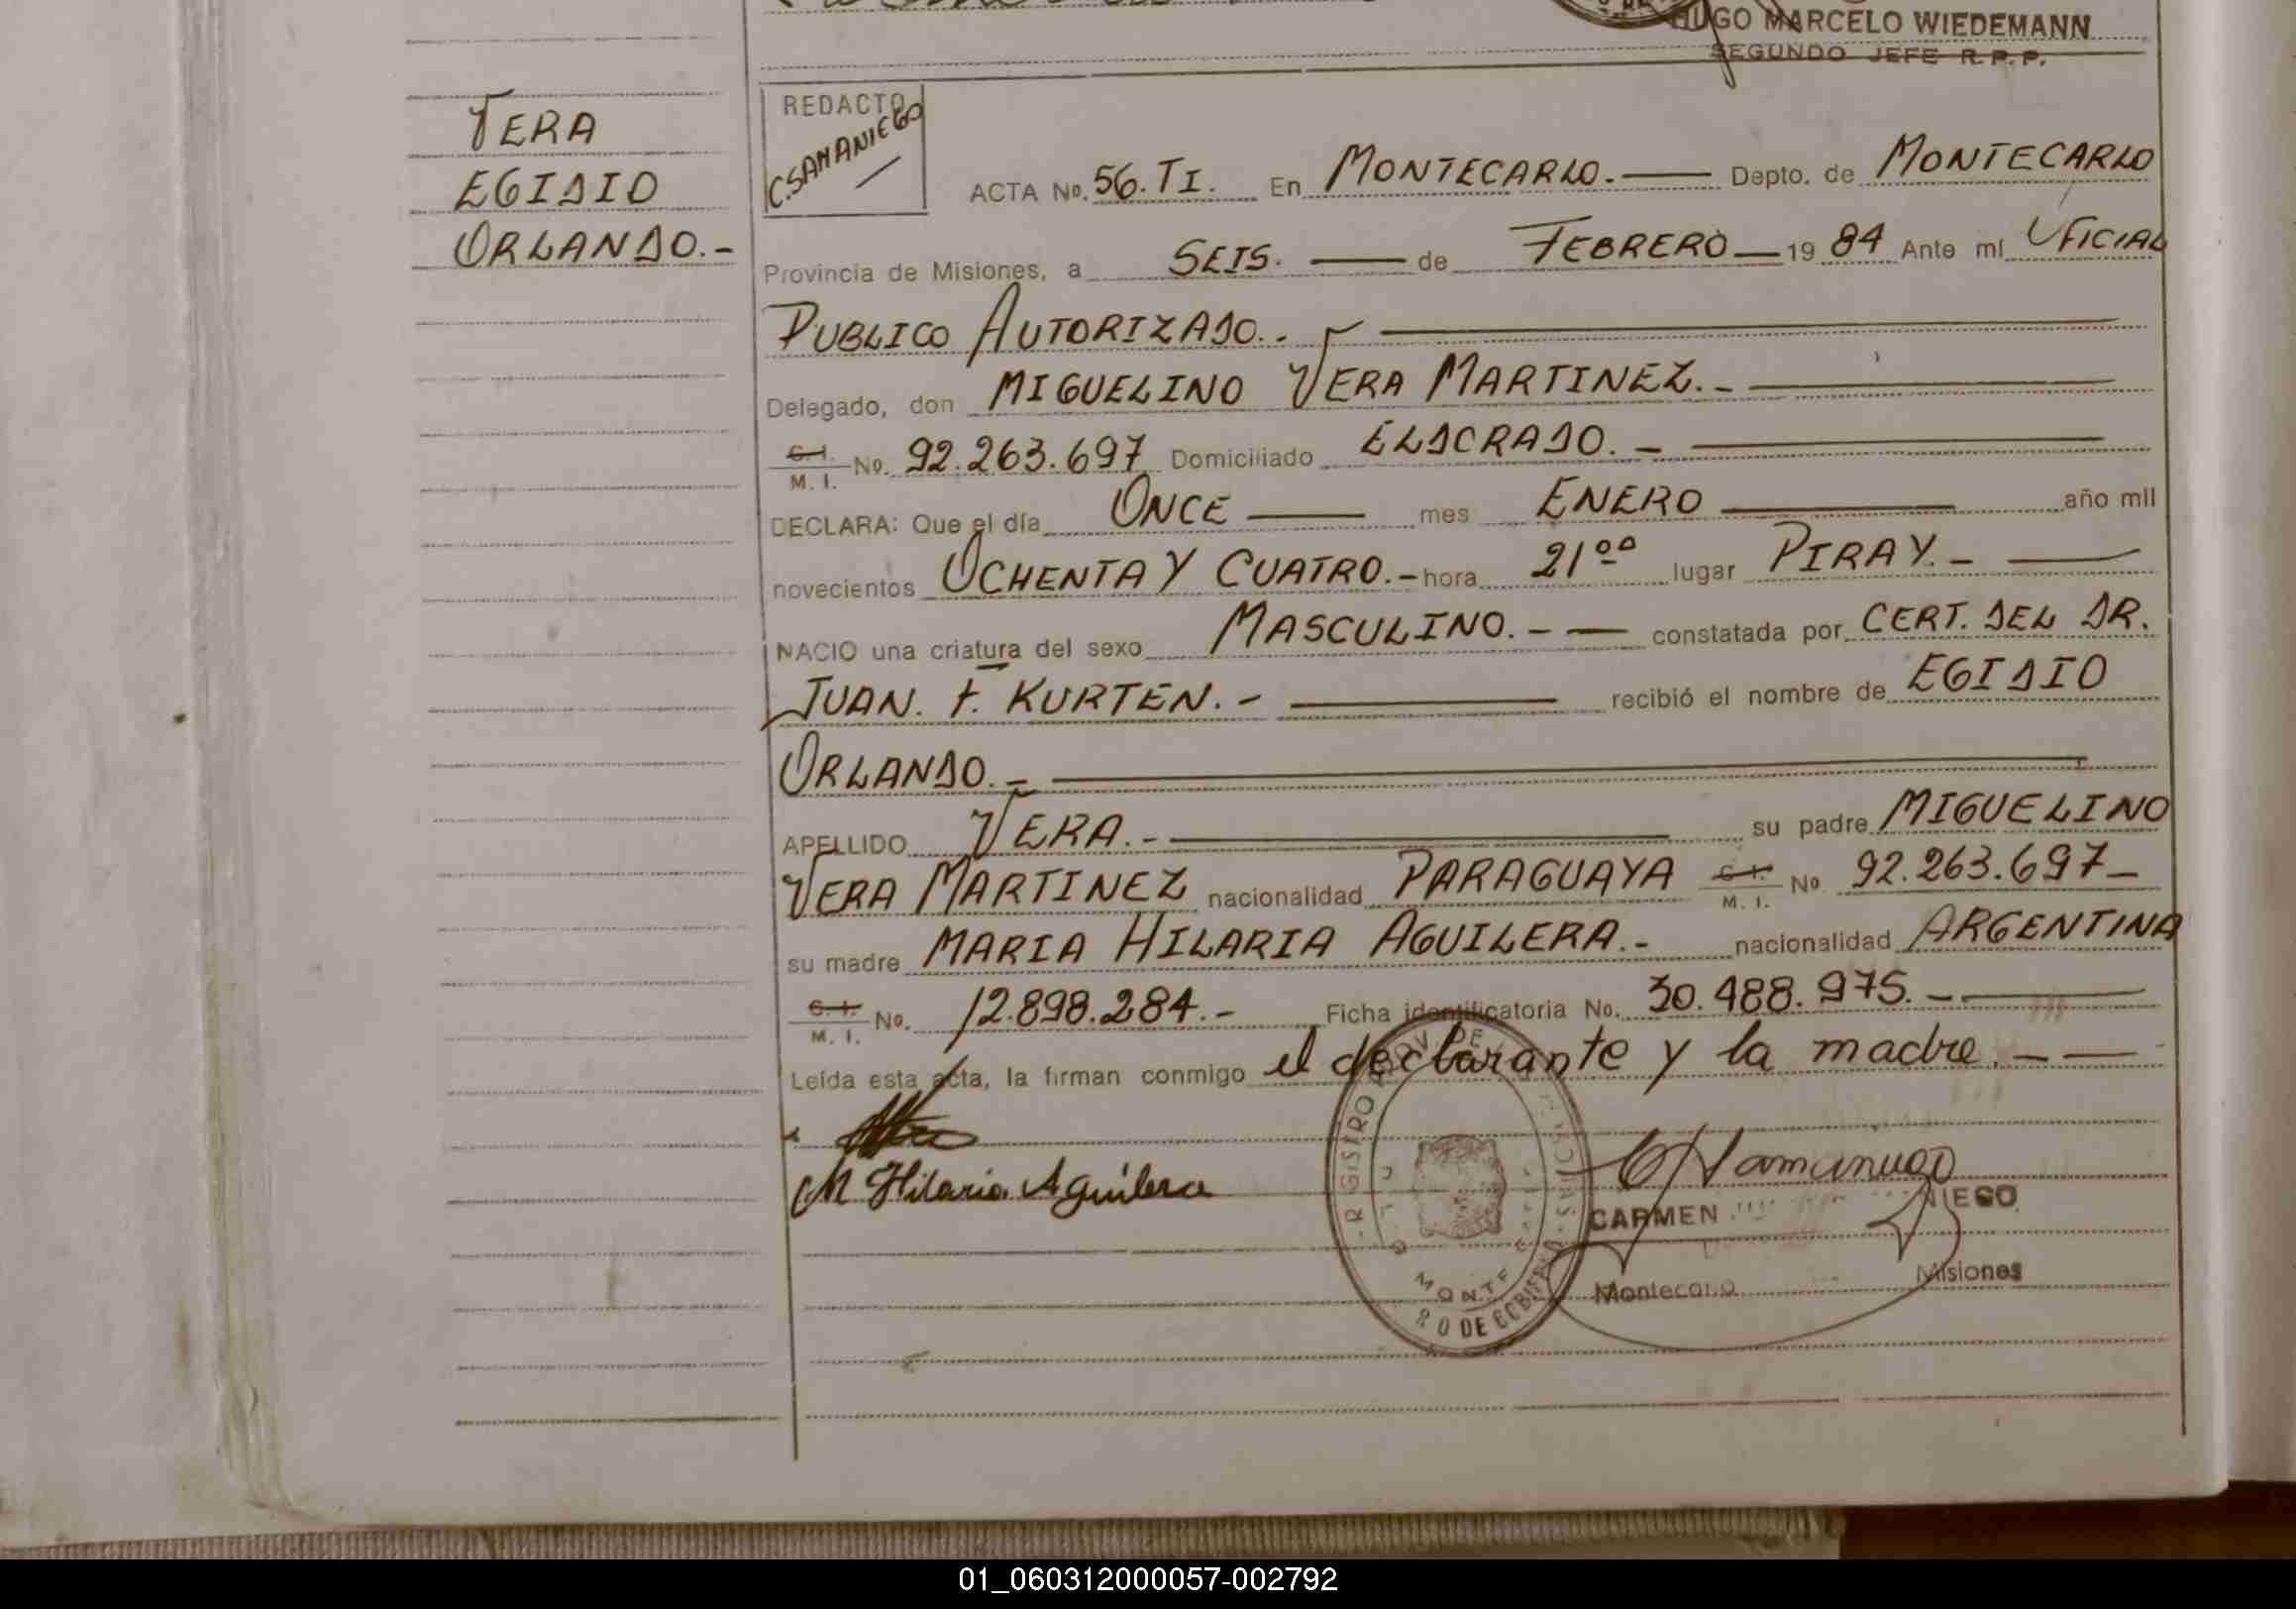 HUGO MARCELO WIEDEMANN
SEGUNDO JEFE R.P.P.
VERA
EGIDIO
ORLANDO.-
REDACTO
C.SAMANIEGO
ACTA No. 56. TI. En MONTECARLO.— Depto. de MONTECARLO
Provincia de Misiones, a SEIS. — de FEBRERO — 19 84 Ante mí OFICIAL
PUBLICO AUTORIZADO.-
Delegado, don MIGUELINO VERA MARTINEZ.-
C. I.
M. I. No. 92.263.697 Domiciliado ELDORADO.-
DECLARA: Que el día ONCE — mes ENERO — año mil
novecientos OCHENTA Y CUATRO.- hora 21ºº lugar PIRAY.-
NACIO una criatura del sexo MASCULINO.- constatada por CERT. DEL DR.
JUAN. F. KURTEN.- recibió el nombre de EGIDIO
ORLANDO.-
APELLIDO VERA.- su padre MIGUELINO
VERA MARTINEZ nacionalidad PARAGUAYA C. I. M. I. No 92.263.697-
su madre MARIA HILARIA AGUILERA.- nacionalidad ARGENTINA
C. I.
M. I. No. 12.898.284.- Ficha identificatoria No. 30.488.975.-
Leída esta acta, la firman conmigo el declarante y la madre.-
M Hilaria Aguilera
CARMEN NIEGO
Montecarlo Misiones
01_060312000057-002792